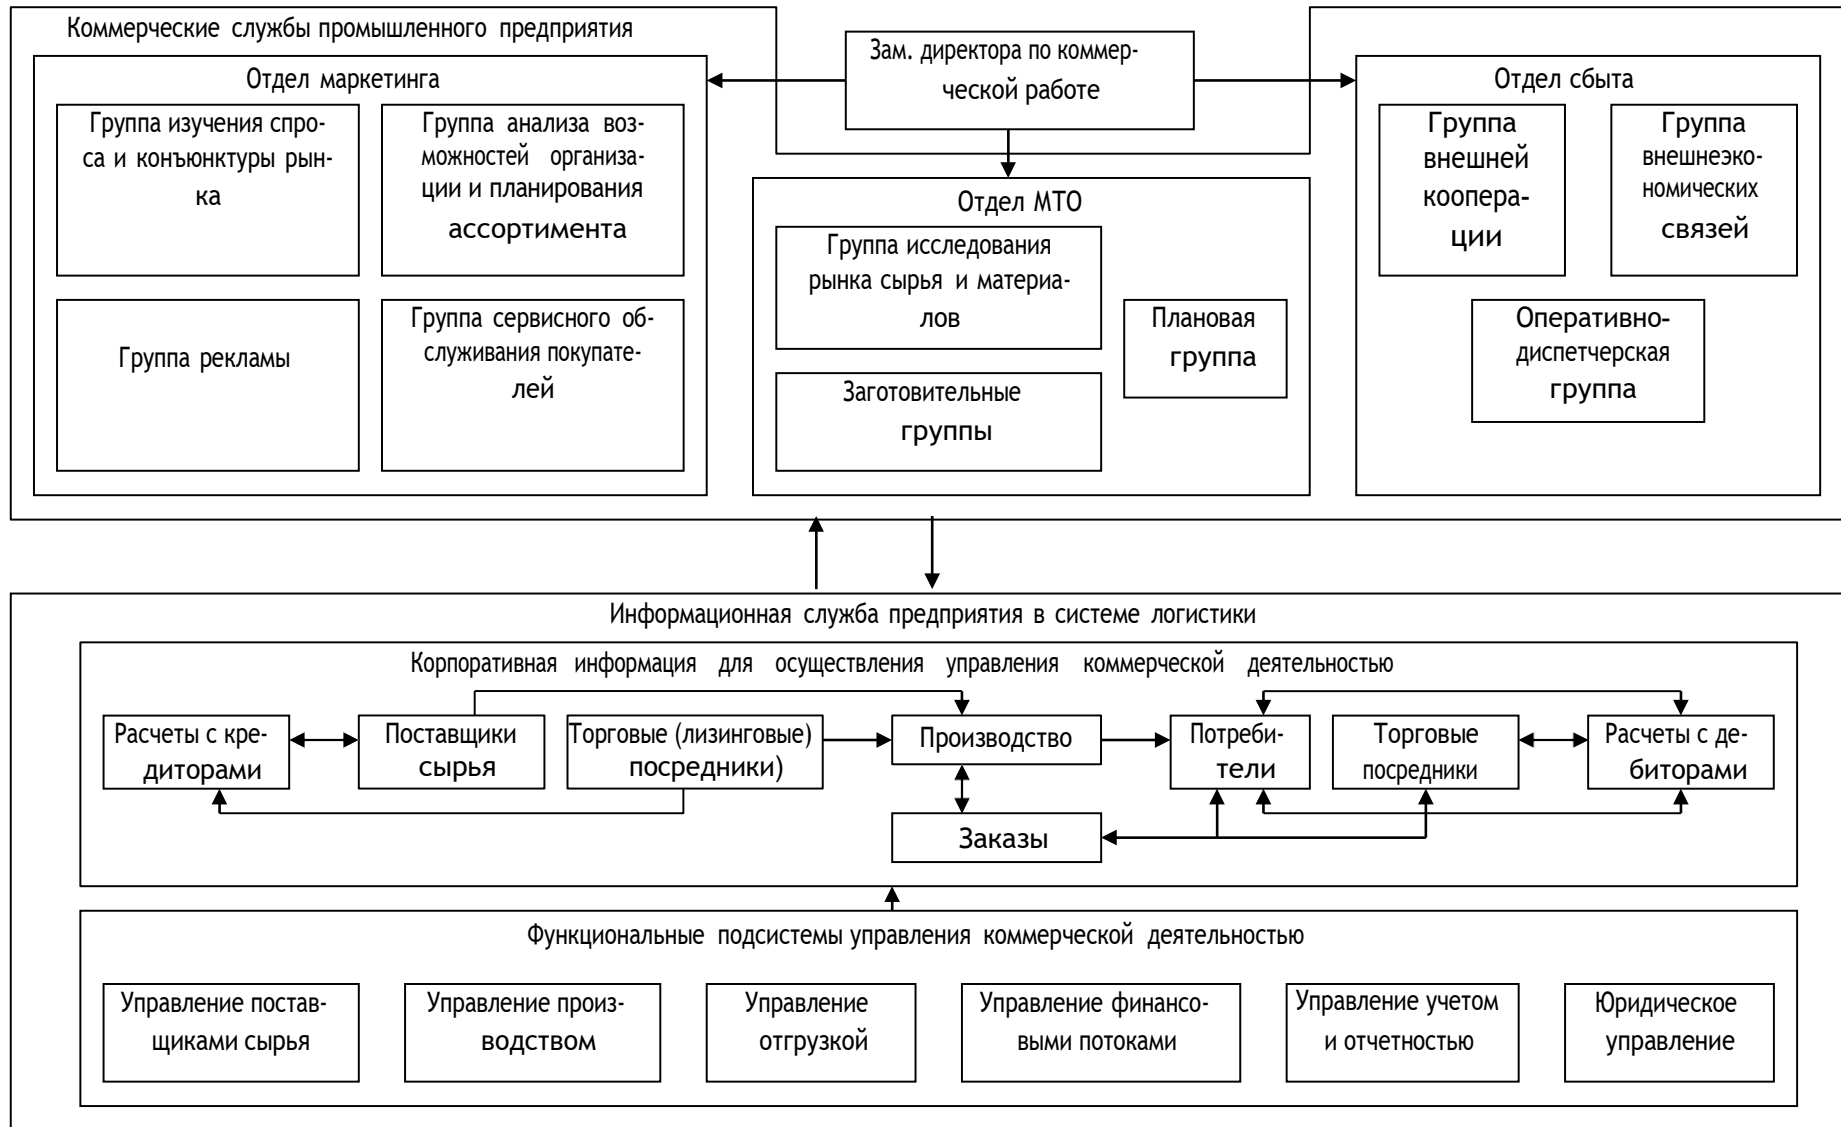 Коммерческие службы промышленного предприятия
Зам. директора по коммер-
ческой работе
Отдел маркетинга
Группа изучения спро-
са и конъюнктуры рын-
ка
Группа анализа воз-
можностей организа-
ции и планирования
ассортимента
Группа рекламы
Группа сервисного об-
служивания покупате-
лей
Отдел МТО
Группа исследования
рынка сырья и материа-
лов
Плановая
группа
Заготовительные
группы
Отдел сбыта
Группа
внешней
коопера-
ции
Группа
внешнеэко-
номических
связей
Оперативно-
диспетчерская
группа
Информационная служба предприятия в системе логистики
Корпоративная информация для осуществления управления коммерческой деятельностью
Расчеты с кре-
диторами
Поставщики
сырья
Торговые (лизинговые)
посредники)
Производство
Потреби-
тели
Торговые
посредники
Расчеты с де-
биторами
Заказы
Функциональные подсистемы управления коммерческой деятельностью
Управление постав-
щиками сырья
Управление произ-
водством
Управление
отгрузкой
Управление финансо-
выми потоками
Управление учетом
и отчетностью
Юридическое
управление